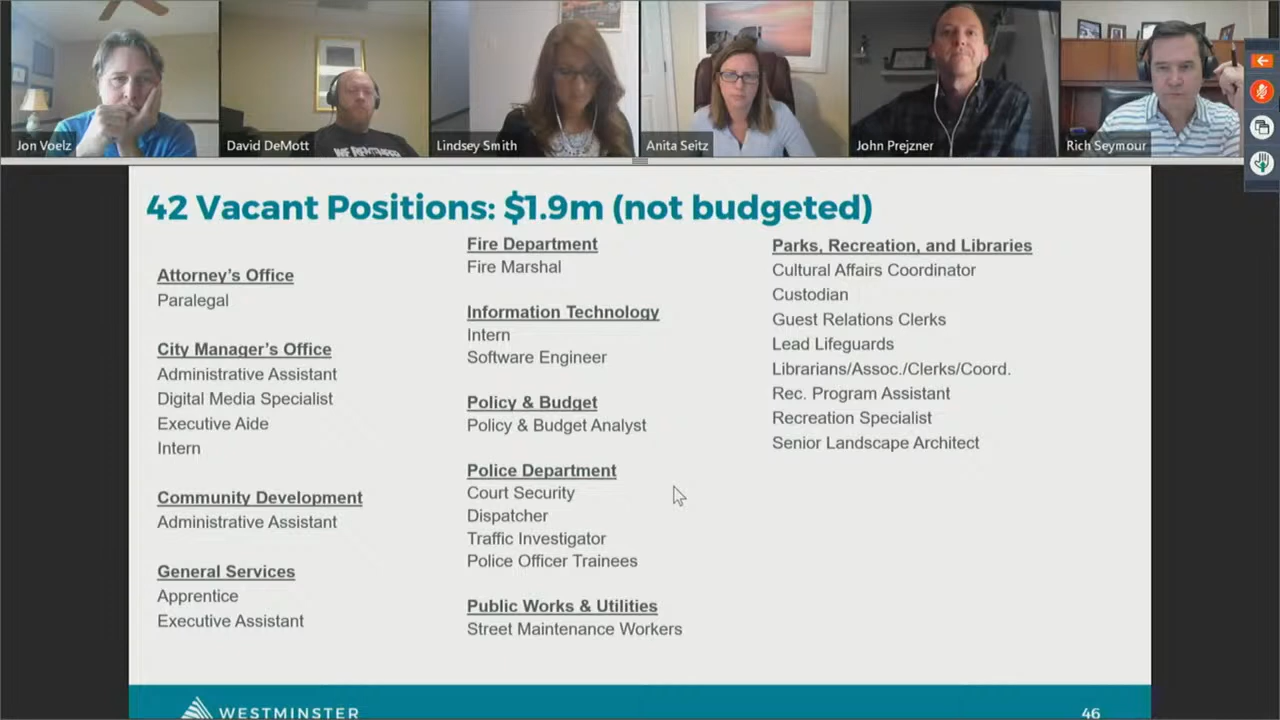 Jon Voelz
David DeMott
Lindsey Smith
Anita Seitz
John Prejzner
Rich Seymour
42 Vacant Positions: $1.9m (not budgeted)
Attorney's Office
Paralegal
City Manager's Office
Administrative Assistant
Digital Media Specialist
Executive Aide
Intern
Community Development
Administrative Assistant
General Services
Apprentice
Executive Assistant
Fire Department
Fire Marshal
Information Technology
Intern
Software Engineer
Policy & Budget
Policy & Budget Analyst
Police Department
Court Security
Dispatcher
Traffic Investigator
Police Officer Trainees
Public Works & Utilities
Street Maintenance Workers
Parks, Recreation, and Libraries
Cultural Affairs Coordinator
Custodian
Guest Relations Clerks
Lead Lifeguards
Librarians/Assoc./Clerks/Coord.
Rec. Program Assistant
Recreation Specialist
Senior Landscape Architect
WESTMINSTER
46